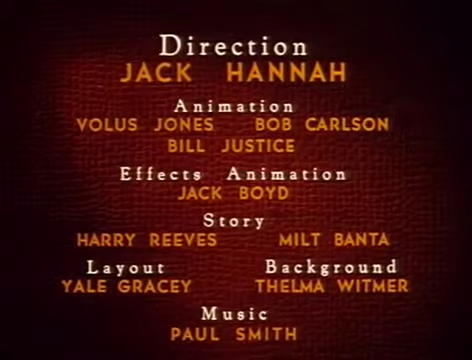 Direction
JACK HANNAH
Animation
VOLUS JONES BOB CARLSON
BILL JUSTICE
Effects Animation
JACK BOYD
Story
HARRY REEVES MILT BANTA
Layout Background
YALE GRACEY THELMA WITMER
Music
PAUL SMITH